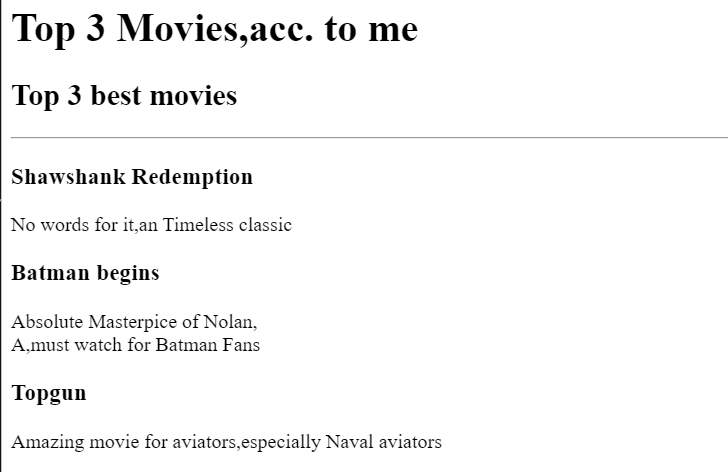 Top 3 Movies,acc. to me
Top 3 best movies
Shawshank Redemption
No words for it,an Timeless classic
Batman begins
Absolute Masterpice of Nolan,
A,must watch for Batman Fans
Topgun
Amazing movie for aviators,especially Naval aviators